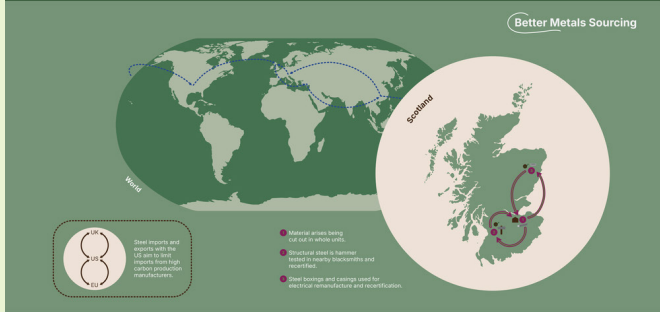 Better Metals Sourcing
Scotland
World
UK
US
EU
Steel imports and
exports with the
US aim to limit
imports from high
carbon production
manufacturers.
Material arises being
cut out in whole units.
Structural steel is hammer
tested in nearby blacksmiths and
recertified.
Steel boxings and casings used for
electrical remanufacture and recertification.